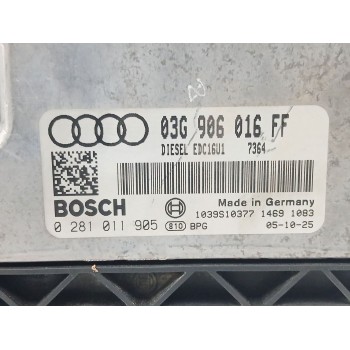 03G 906 016 FF
DIESEL EDC16U1 7364
Made in Germany
BOSCH
0 281 011 905
1039S10377 1469 1083
810 BPG
05-10-25